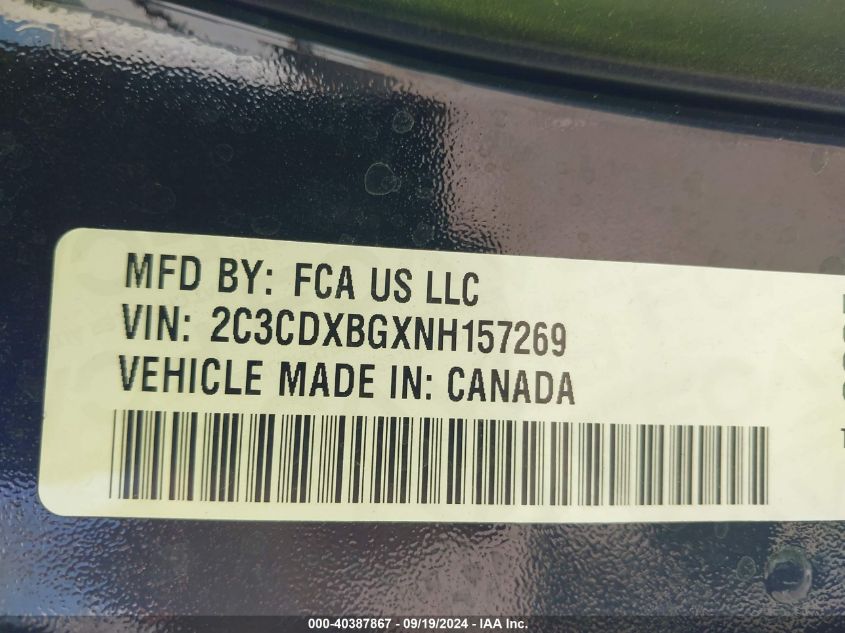 MFD BY: FCA US LLC
VIN: 2C3CDXBGXNH157269
VEHICLE MADE IN: CANADA
000-40387867 - 09/19/2024 - IAA Inc.